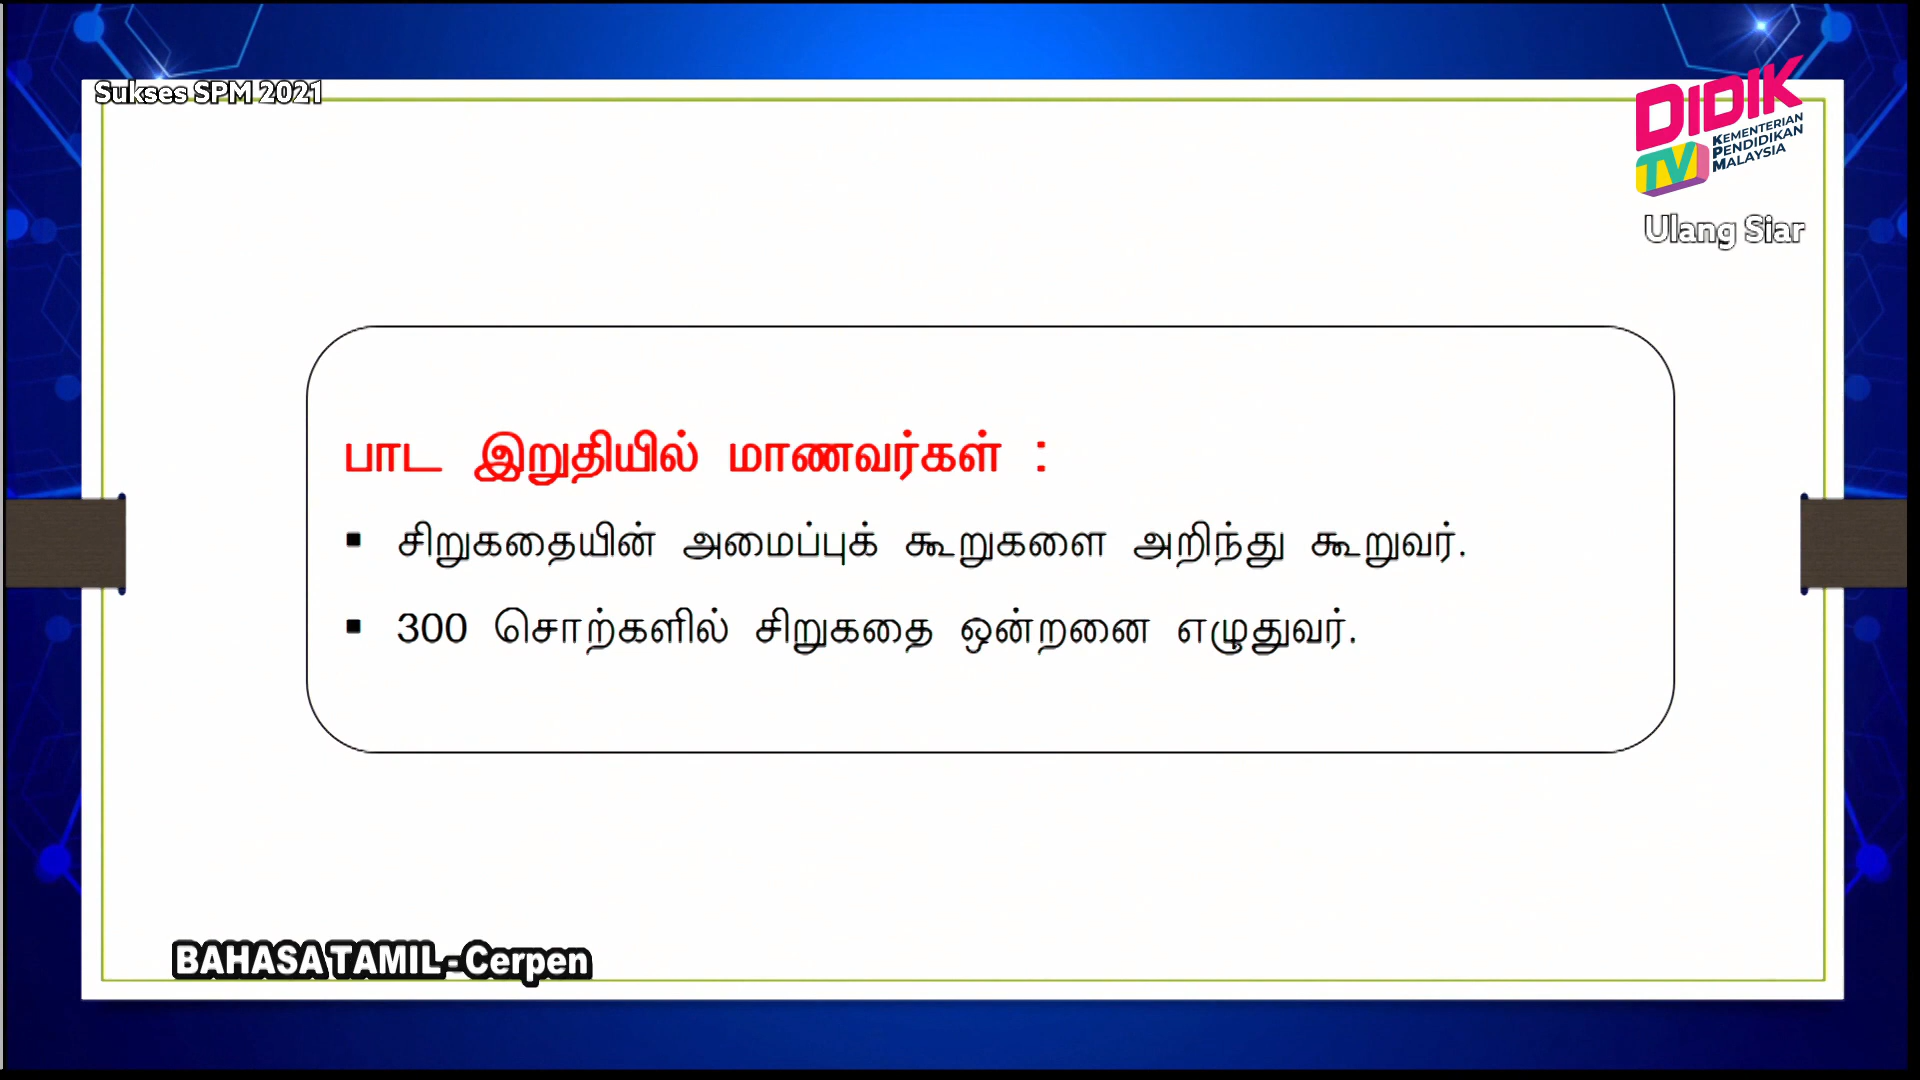 Sukses SPM 2021
DIDIK
TV
KEMENTERIAN
PENDIDIKAN
MALAYSIA
Ulang Siar
பாட இறுதியில் மாணவர்கள் :
▪ சிறுகதையின் அமைப்புக் கூறுகளை அறிந்து கூறுவர்.
▪ 300 சொற்களில் சிறுகதை ஒன்றனை எழுதுவர்.
BAHASA TAMIL - Cerpen